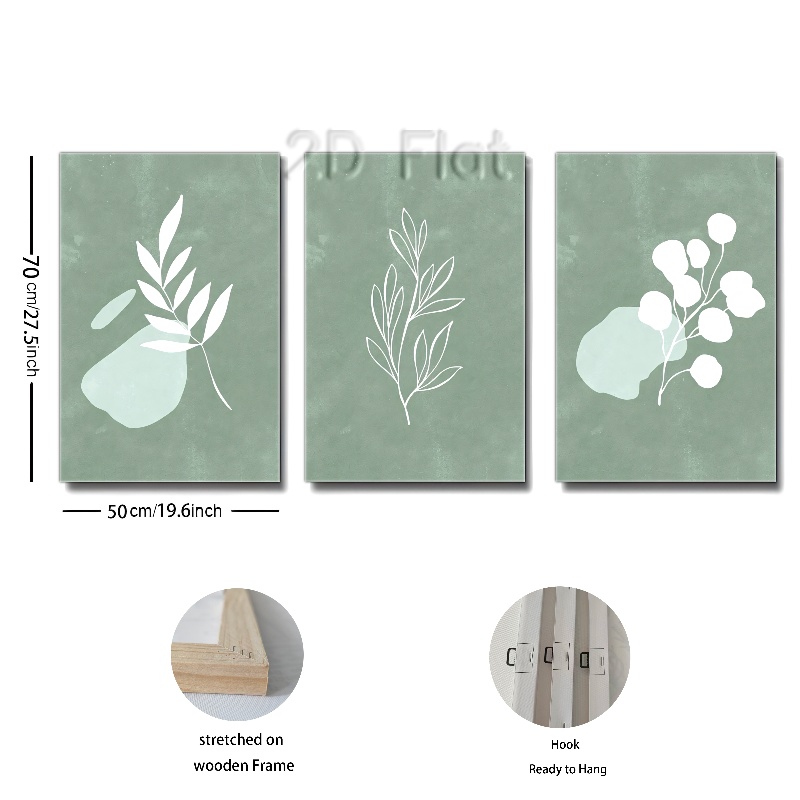 2D Flat
70 cm/27.5inch
50cm/19.6inch
stretched on
wooden Frame
Hook
Ready to Hang